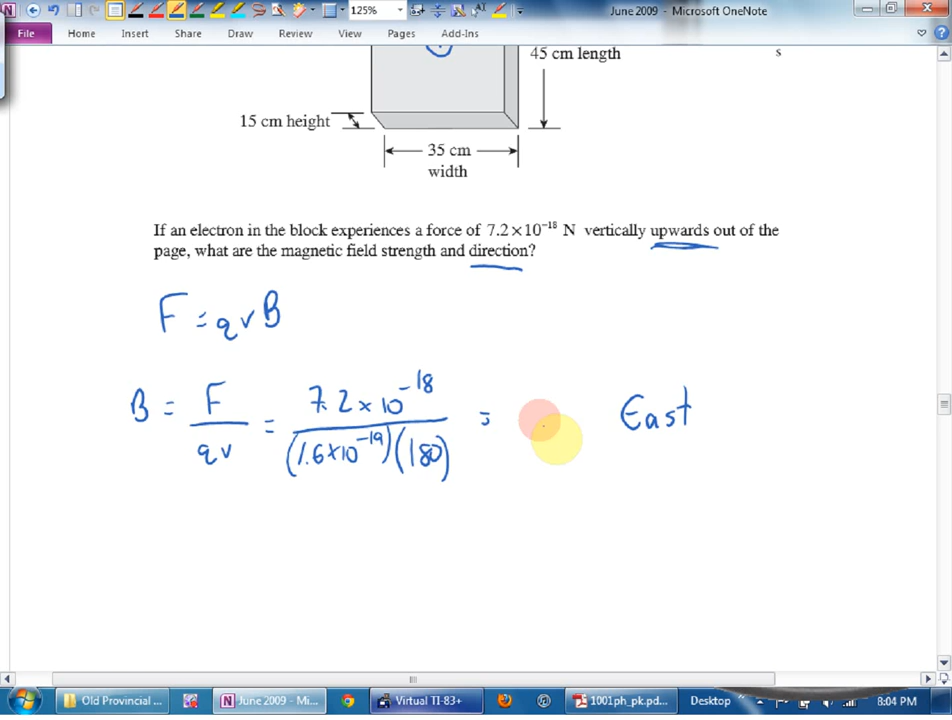 125%
June 2009 - Microsoft OneNote
File Home Insert Share Draw Review View Pages Add-Ins
45 cm length
s
15 cm height
35 cm
width
If an electron in the block experiences a force of 7.2×10⁻¹⁸ N vertically upwards out of the
page, what are the magnetic field strength and direction?
F = qvB
B = F/qv = 7.2×10⁻¹⁸/(1.6×10⁻¹⁹)(180) = East
Old Provincial ... June 2009 - Mi... Virtual TI-83+ 1001ph_pk.pd... Desktop 8:04 PM